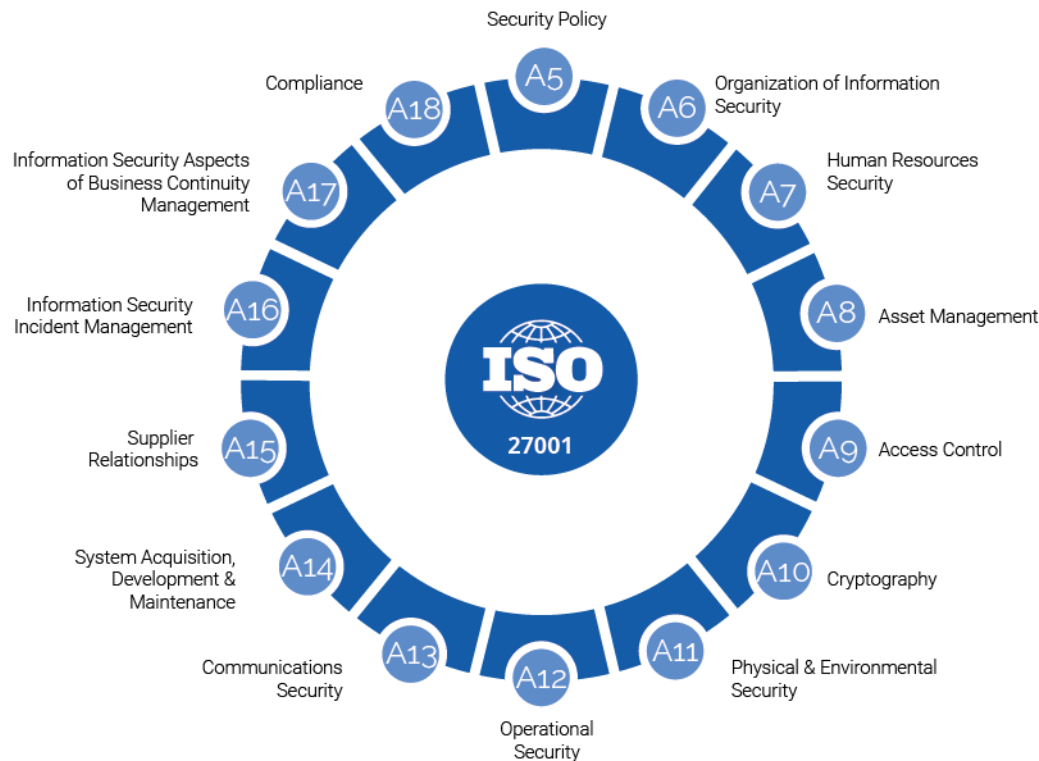 Security Policy
A5
Organization of Information
Security
A6
Human Resources
Security
A7
Asset Management
A8
Access Control
A9
Cryptography
A10
Physical & Environmental
Security
A11
Operational
Security
A12
Communications
Security
A13
System Acquisition,
Development &
Maintenance
A14
Supplier
Relationships
A15
Information Security
Incident Management
A16
Information Security Aspects
of Business Continuity
Management
A17
Compliance
A18
ISO
27001